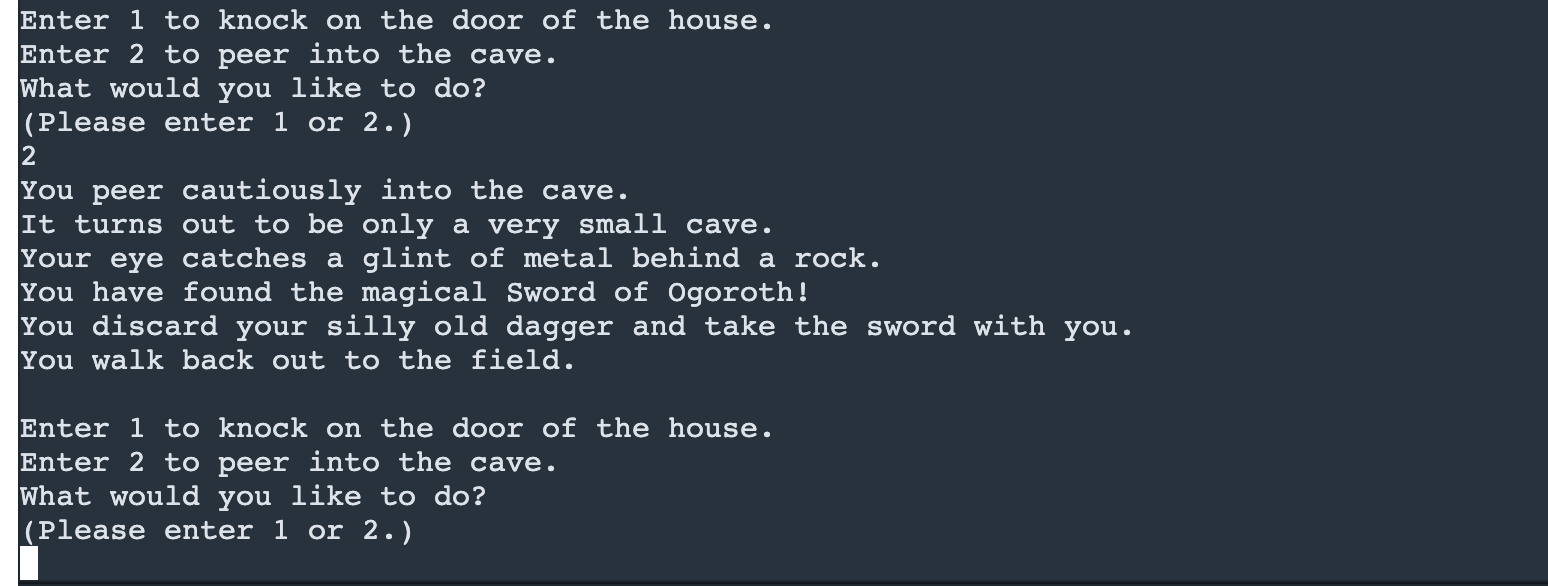 Enter 1 to knock on the door of the house.
Enter 2 to peer into the cave.
What would you like to do?
(Please enter 1 or 2.)
2
You peer cautiously into the cave.
It turns out to be only a very small cave.
Your eye catches a glint of metal behind a rock.
You have found the magical Sword of Ogoroth!
You discard your silly old dagger and take the sword with you.
You walk back out to the field.

Enter 1 to knock on the door of the house.
Enter 2 to peer into the cave.
What would you like to do?
(Please enter 1 or 2.)